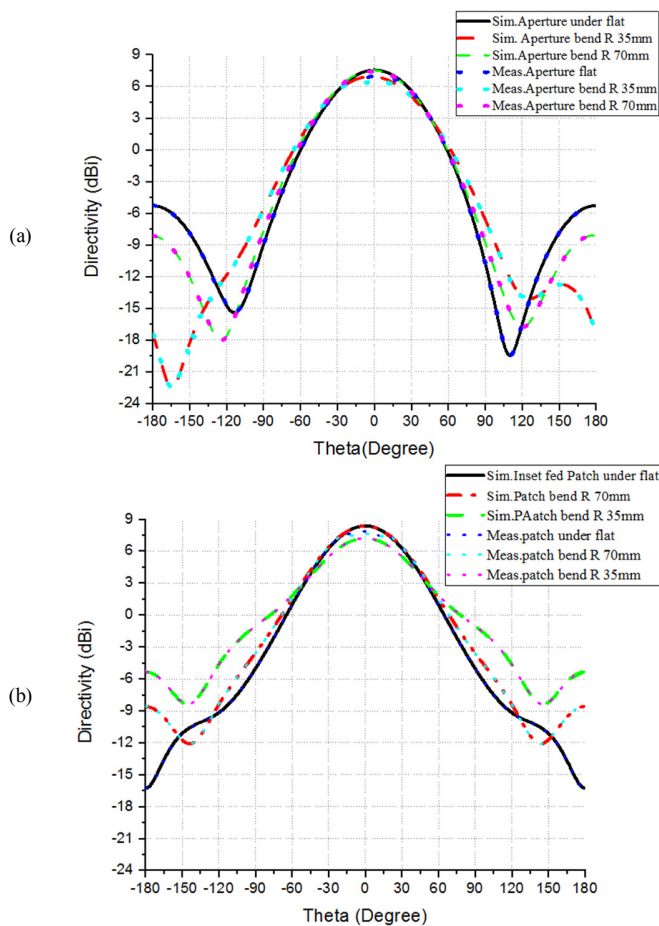 (a)
Sim.Aperture under flat
Sim. Aperture bend R 35mm
Sim.Aperture bend R 70mm
Meas.Aperture flat
Meas.Aperture bend R 35mm
Meas.Aperture bend R 70mm
Directivity (dBi)
9
6
3
0
-3
-6
-9
-12
-15
-18
-21
-24
-180 -150 -120 -90 -60 -30 0 30 60 90 120 150 180
Theta(Degree)
(b)
Sim.Inset fed Patch under flat
Sim.Patch bend R 70mm
Sim.PAatch bend R 35mm
Meas.patch under flat
Meas.patch bend R 70mm
Meas.patch bend R 35mm
Directivity (dBi)
9
6
3
0
-3
-6
-9
-12
-15
-18
-21
-24
-180 -150 -120 -90 -60 -30 0 30 60 90 120 150 180
Theta (Degree)